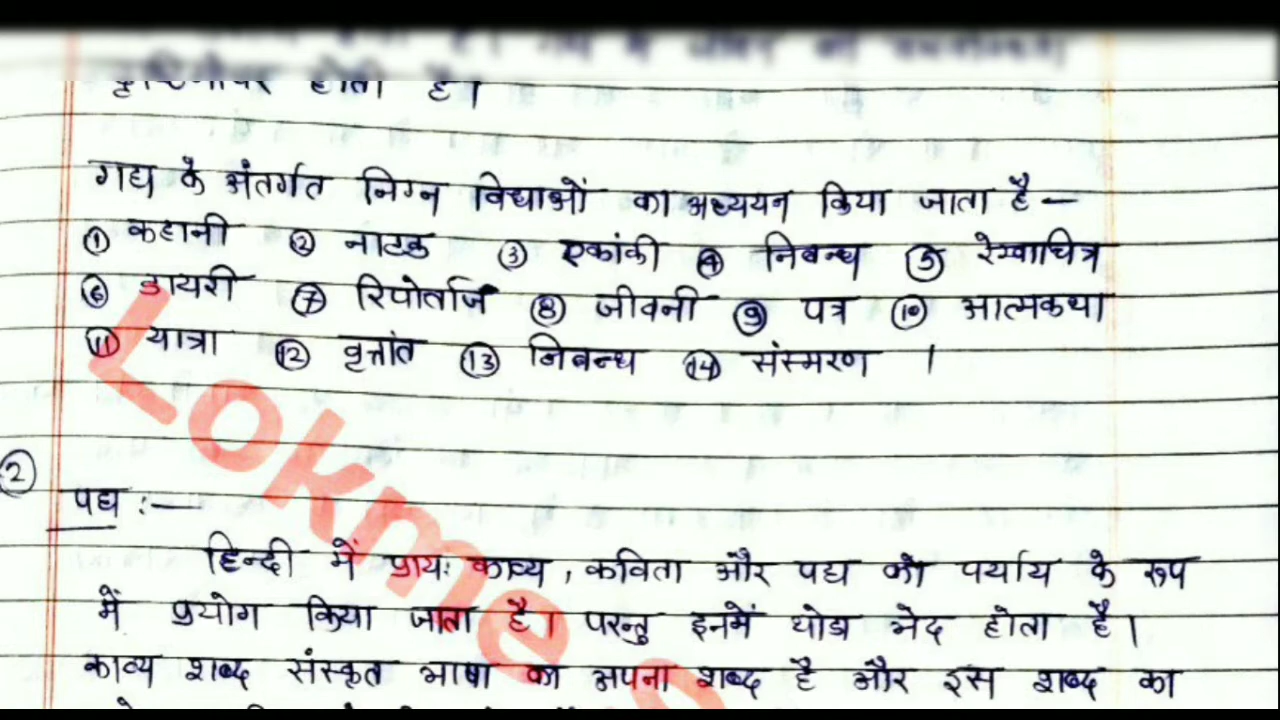 दृष्टिगोचर होती है।
गद्य के अंतर्गत निम्न विधाओं का अध्ययन किया जाता है —
① कहानी ② नाटक ③ एकांकी ④ निबन्ध ⑤ रेखाचित्र
⑥ डायरी ⑦ रिपोर्ताज ⑧ जीवनी ⑨ पत्र ⑩ आत्मकथा
⑪ यात्रा ⑫ वृत्तांत ⑬ निबन्ध ⑭ संस्मरण ।
② पद्य :—
हिन्दी में प्रायः काव्य, कविता और पद्य को पर्याय के रूप
में प्रयोग किया जाता है। परन्तु इनमें थोडा भेद होता है।
काव्य शब्द संस्कृत भाषा का अपना शब्द है और इस शब्द का
Lokme